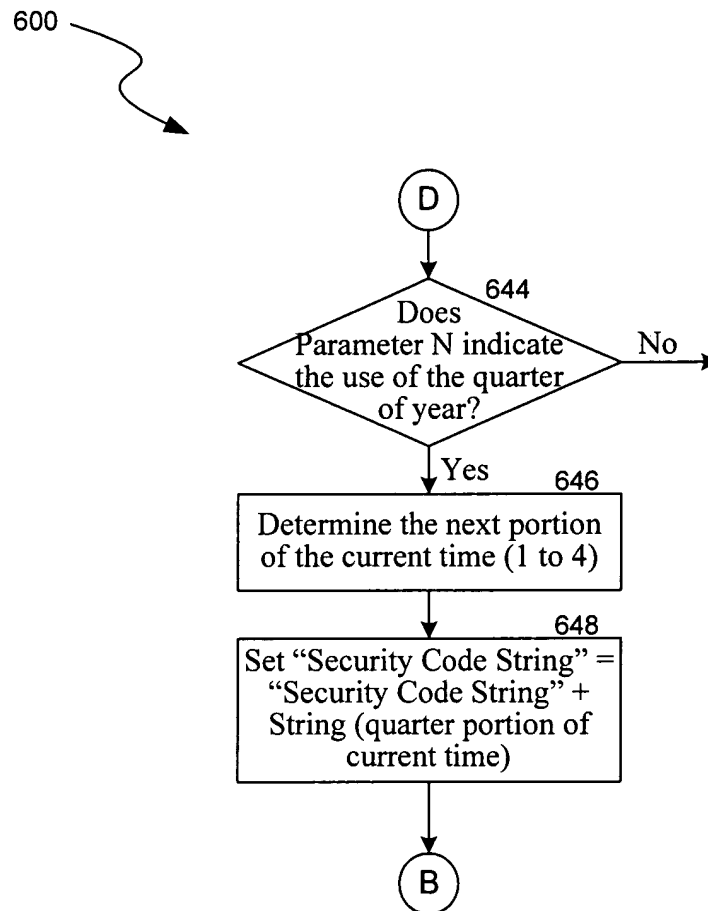 600
D
644
Does
Parameter N indicate
the use of the quarter
of year?
No
Yes
646
Determine the next portion
of the current time (1 to 4)
648
Set “Security Code String” =
“Security Code String” +
String (quarter portion of
current time)
B